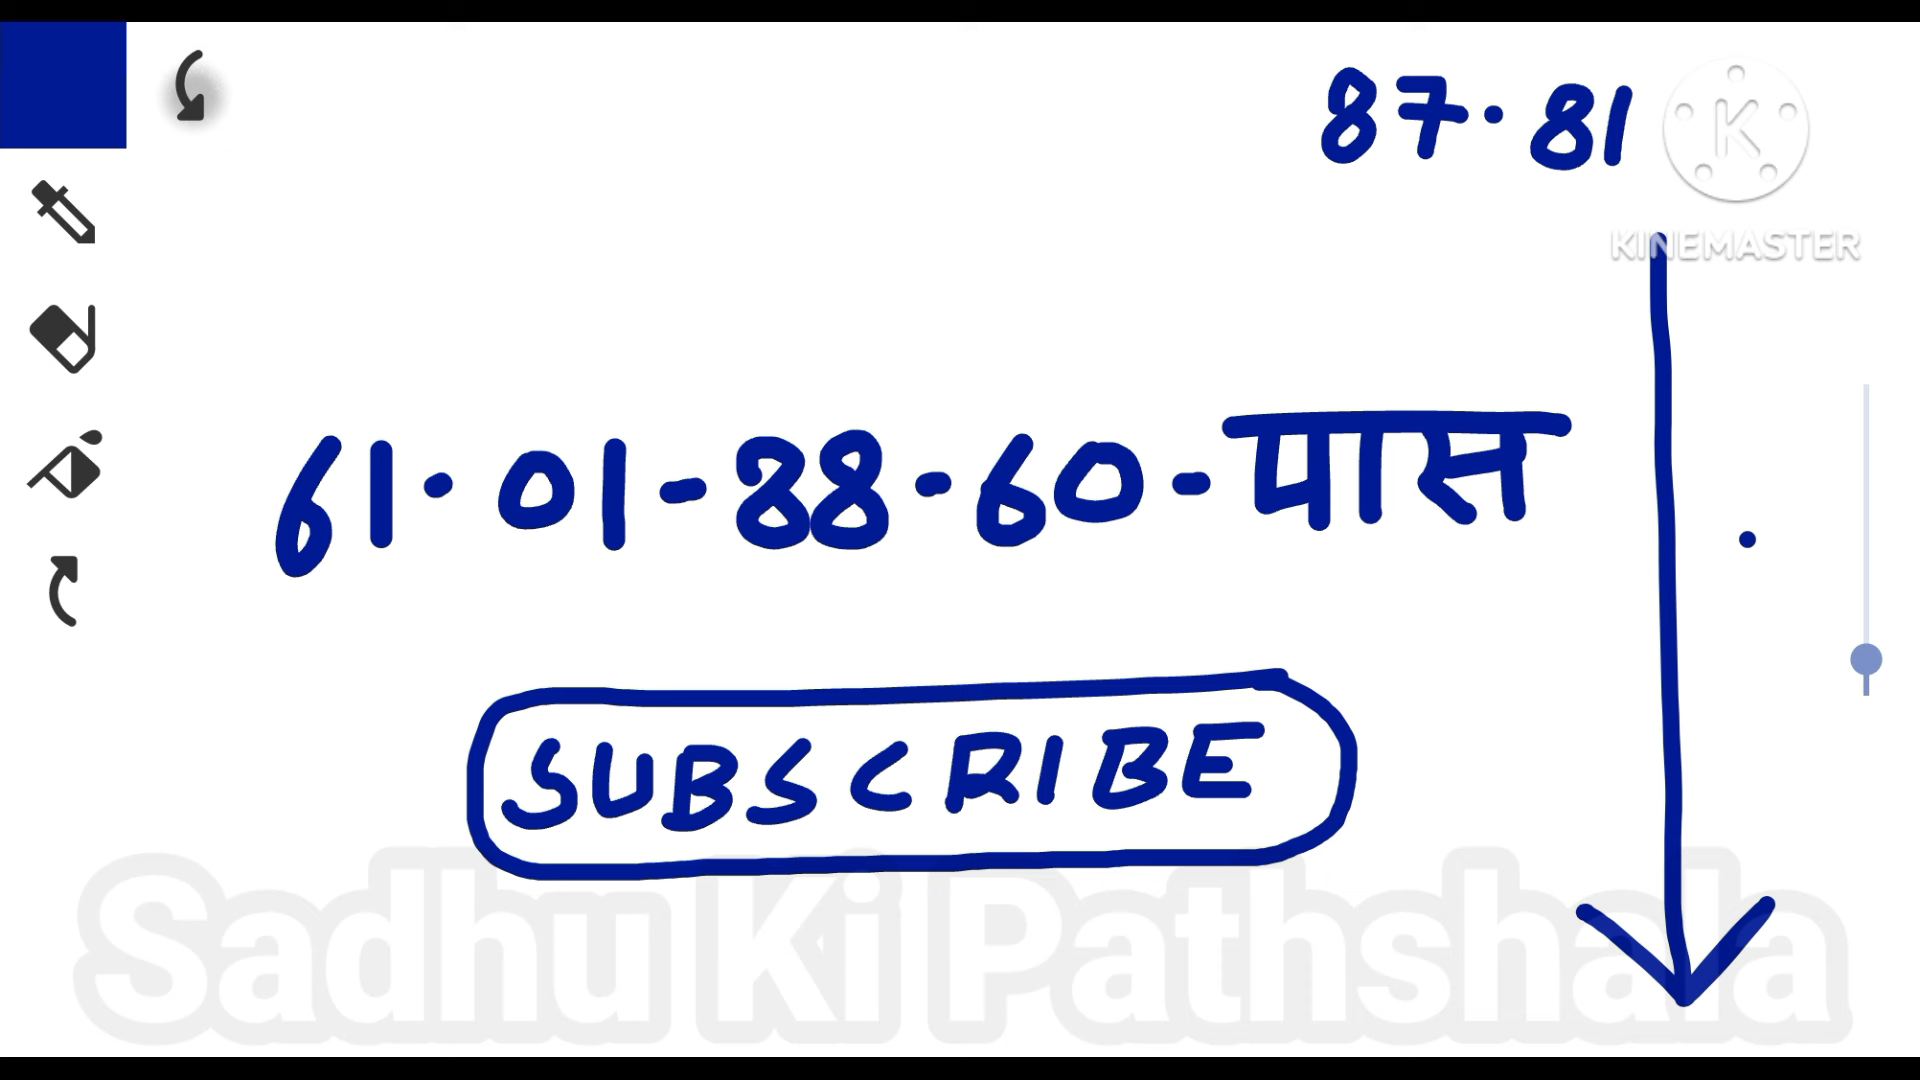 87·81
K
KINEMASTER
61·01-88-60-पास
SUBSCRIBE
Sadhu Ki Pathshala